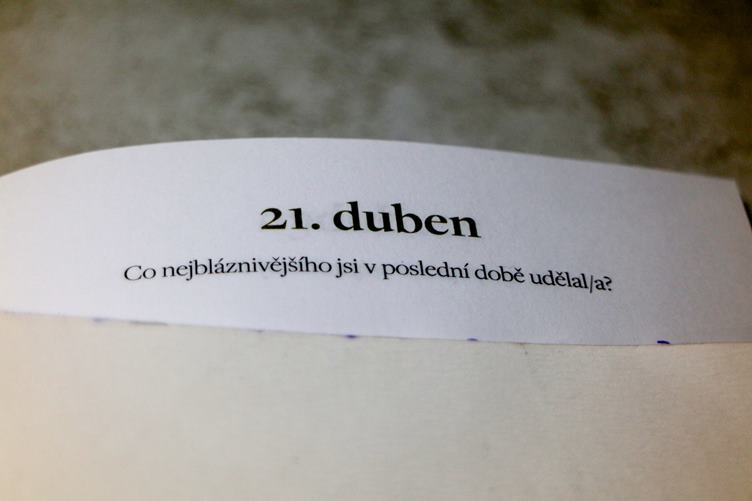 21. duben
Co nejbláznivějšího jsi v poslední době udělal/a?